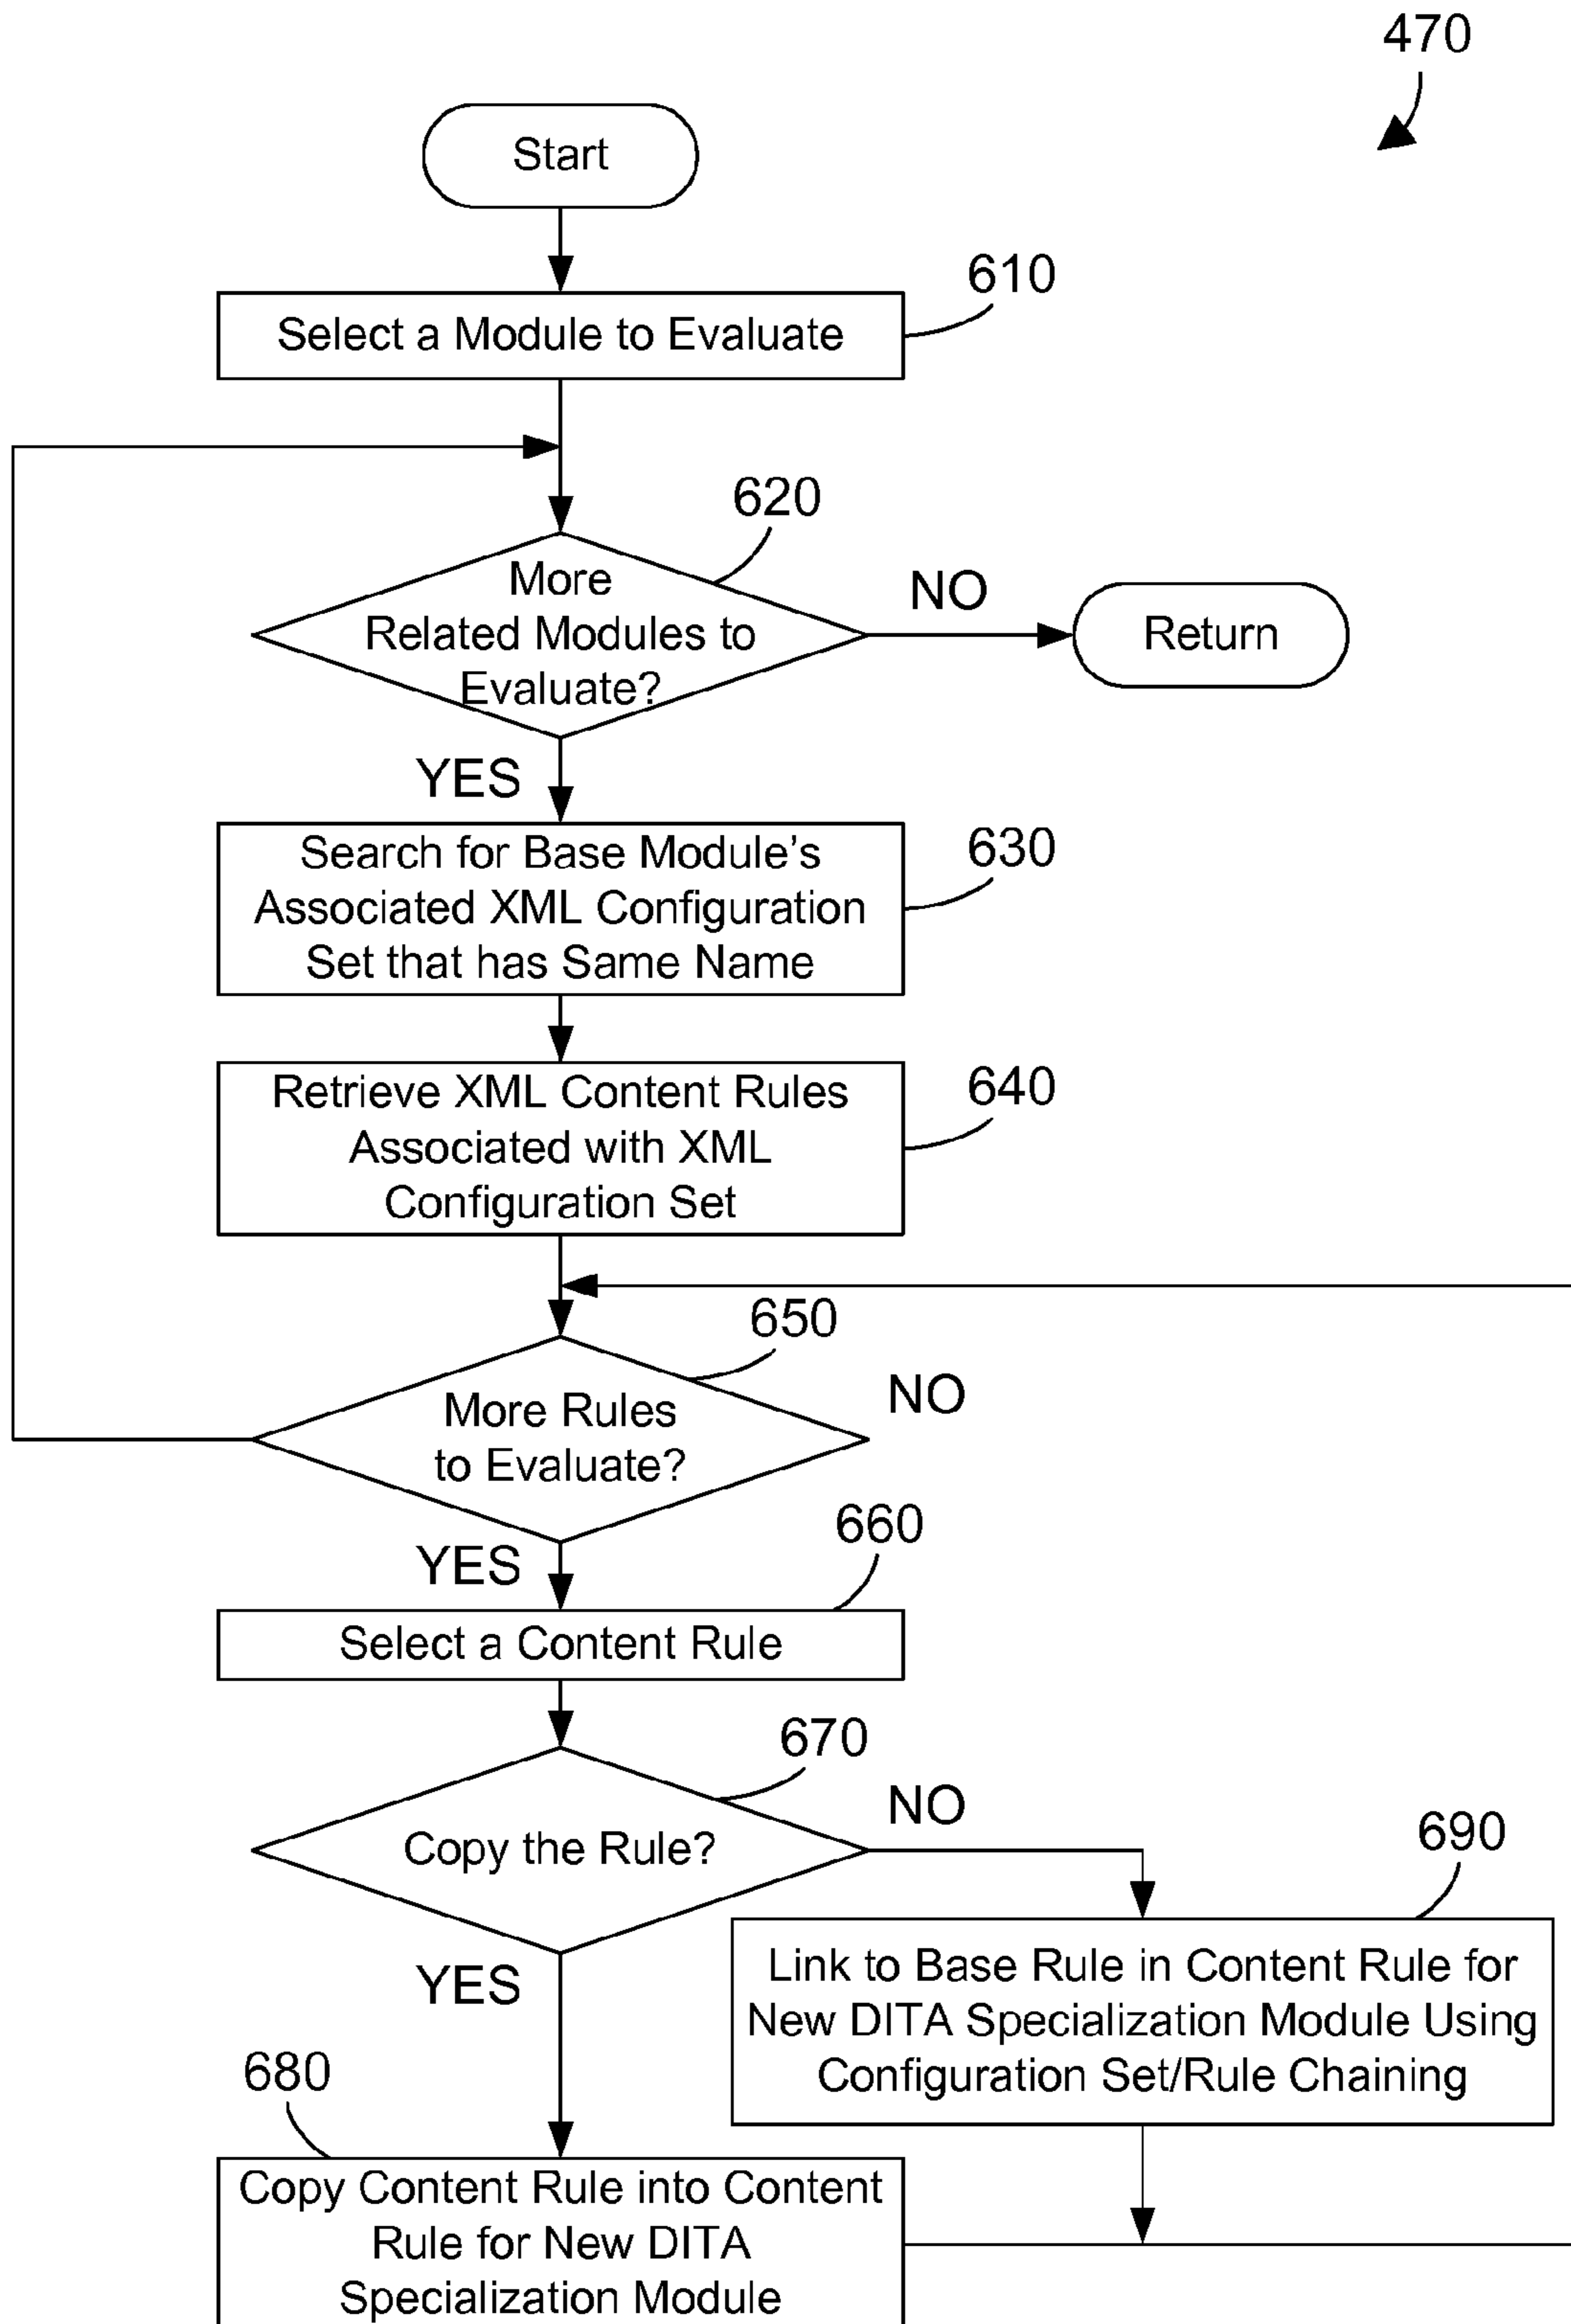 470
Start
610
Select a Module to Evaluate
620
More
Related Modules to
Evaluate?
NO
Return
YES
630
Search for Base Module’s
Associated XML Configuration
Set that has Same Name
640
Retrieve XML Content Rules
Associated with XML
Configuration Set
650
NO
More Rules
to Evaluate?
YES
660
Select a Content Rule
670
NO
Copy the Rule?
690
YES
Link to Base Rule in Content Rule for
New DITA Specialization Module Using
Configuration Set/Rule Chaining
680
Copy Content Rule into Content
Rule for New DITA
Specialization Module